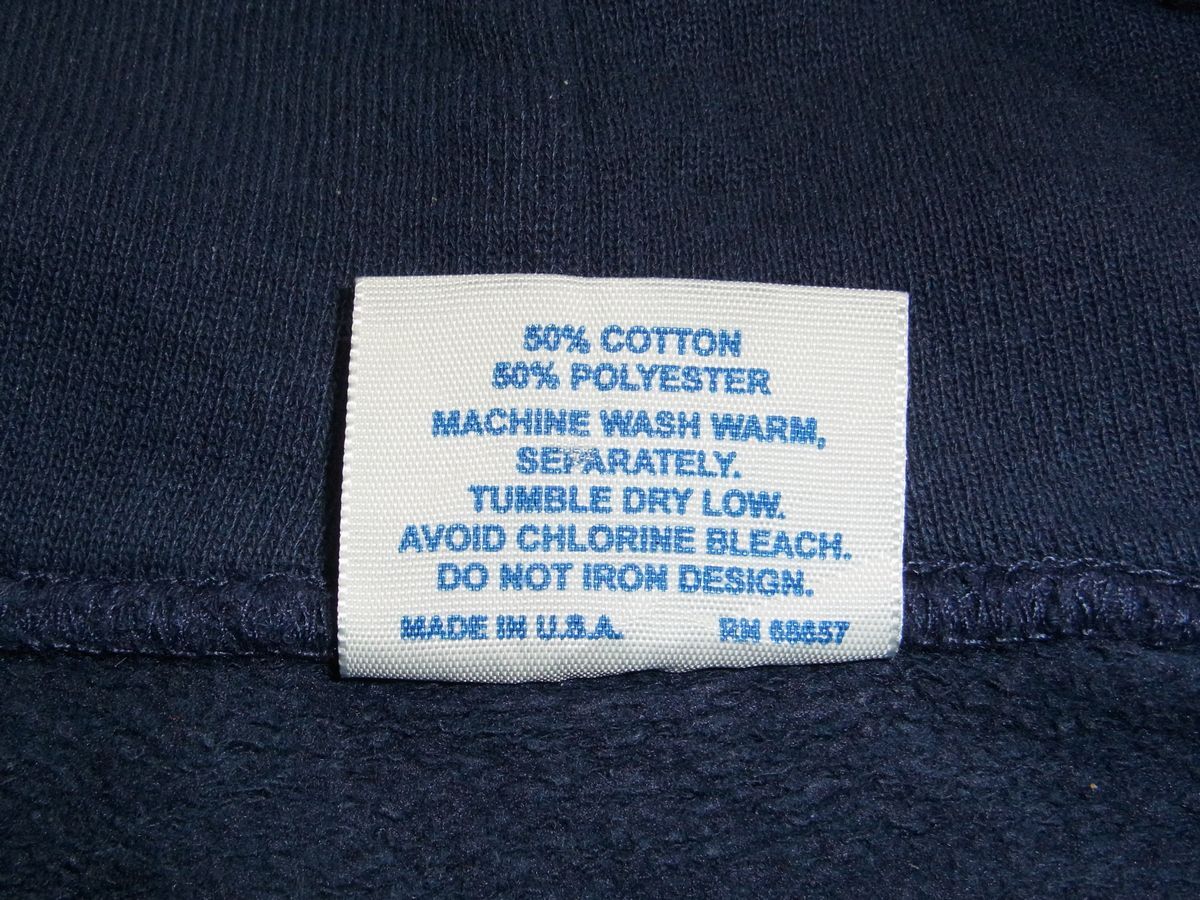 50% COTTON
50% POLYESTER
MACHINE WASH WARM,
SEPARATELY.
TUMBLE DRY LOW.
AVOID CHLORINE BLEACH.
DO NOT IRON DESIGN.
MADE IN U.S.A. RN 68657